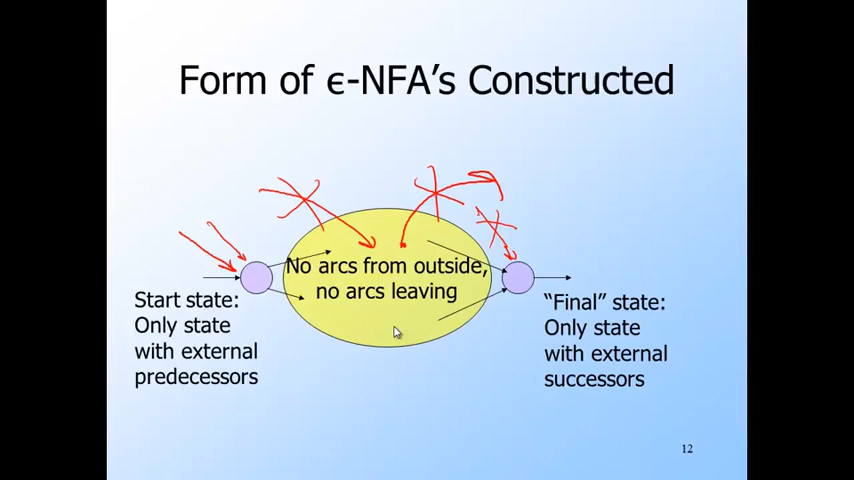 Form of ϵ-NFA’s Constructed
No arcs from outside,
no arcs leaving
Start state:
Only state
with external
predecessors
“Final” state:
Only state
with external
successors
12